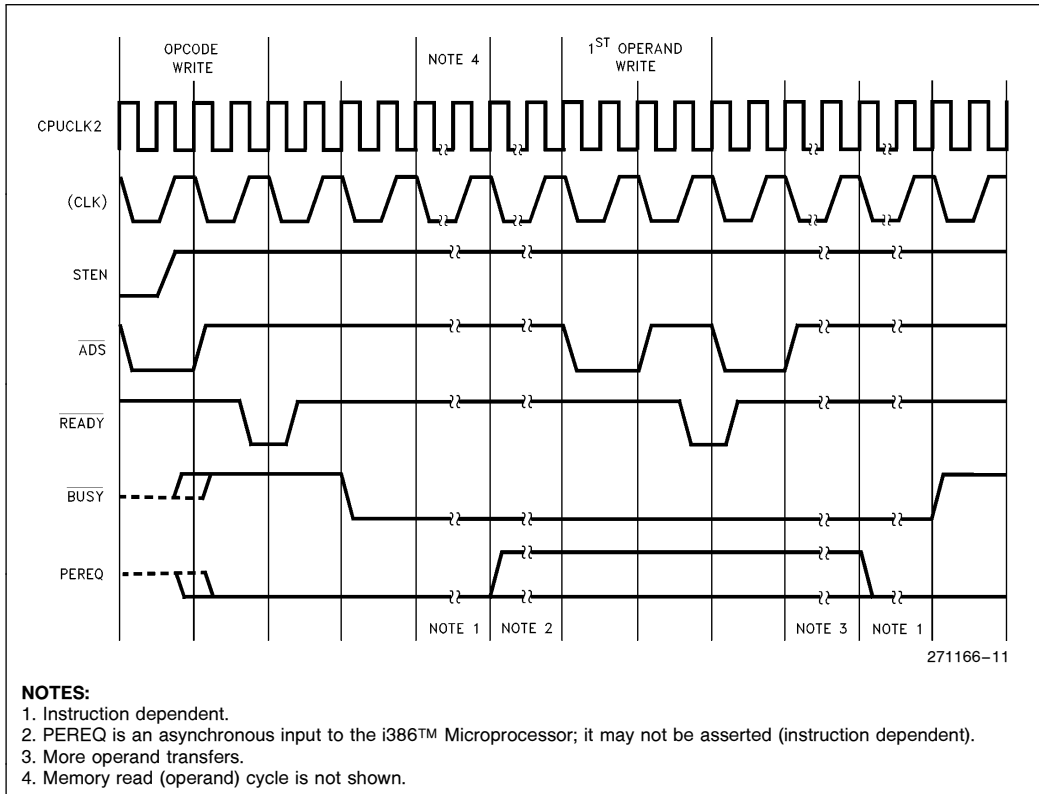 OPCODE
WRITE
NOTE 4
1ST OPERAND
WRITE
CPUCLK2
(CLK)
STEN
ADS
READY
BUSY
PEREQ
NOTE 1 NOTE 2 NOTE 3 NOTE 1
271166–11
NOTES:
1. Instruction dependent.
2. PEREQ is an asynchronous input to the i386™ Microprocessor; it may not be asserted (instruction dependent).
3. More operand transfers.
4. Memory read (operand) cycle is not shown.